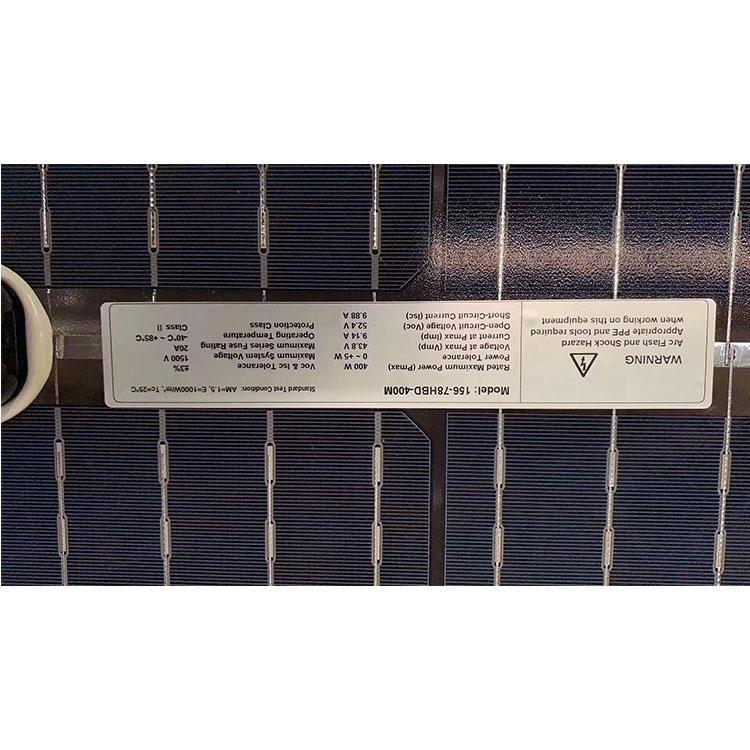 WARNING
Arc Flash and Shock Hazard
Appropriate PPE and tools required
when working on this equipment
Model: 156-78HBD-400M Standard Test Condition: AM=1.5, E=1000W/m², Tc=25°C
Rated Maximum Power (Pmax) 400 W Voc & Isc Tolerance ±3%
Power Tolerance 0 ~ +5 W Maximum System Voltage 1500 V
Voltage at Pmax (Vmp) 43.8 V Maximum Series Fuse Rating 20A
Current at Pmax (Imp) 9.14 A Operating Temperature -40°C ~ +85°C
Open-Circuit Voltage (Voc) 52.4 V Protection Class Class II
Short-Circuit Current (Isc) 9.88 A